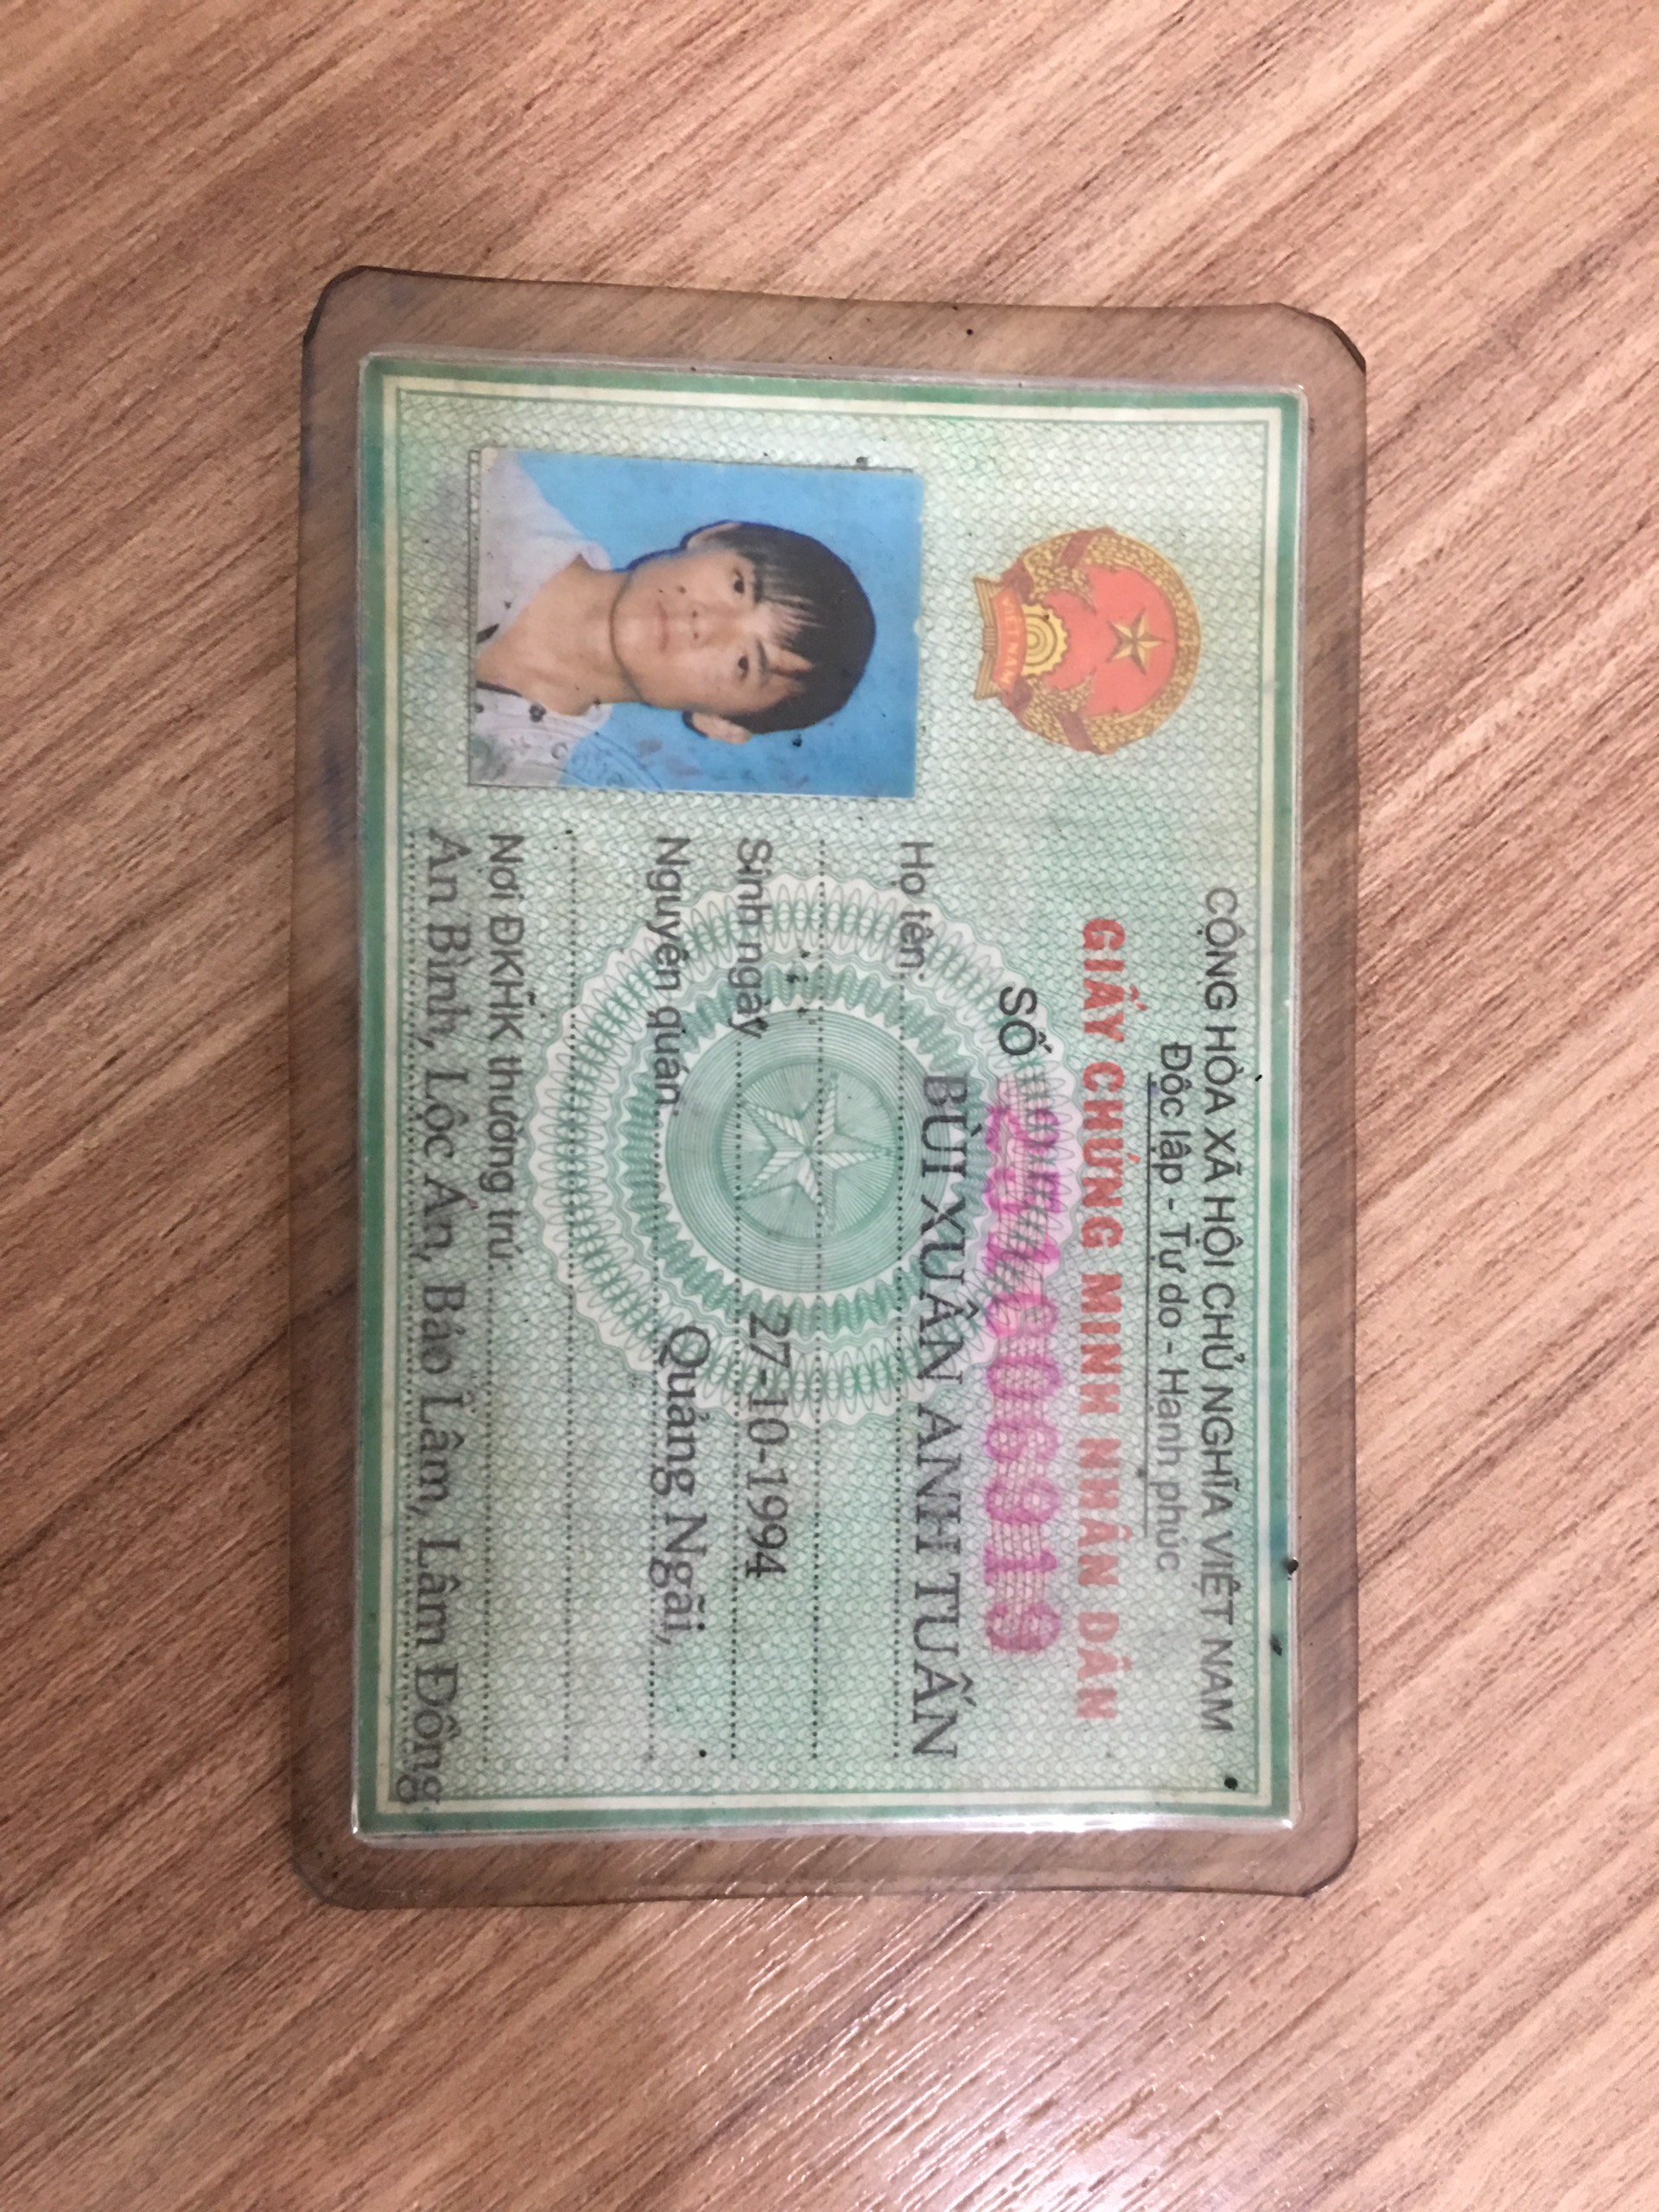 CỘNG HÒA XÃ HỘI CHỦ NGHĨA VIỆT NAM
Độc lập - Tự do - Hạnh phúc
GIẤY CHỨNG MINH NHÂN DÂN
SỐ
VIỆT NAM
Họ tên: BÙI XUÂN ANH TUẤN
Sinh ngày 27-10-1994
Nguyên quán: Quảng Ngãi,
Nơi ĐKHK thường trú:
An Bình, Lộc An, Bảo Lâm, Lâm Đồng